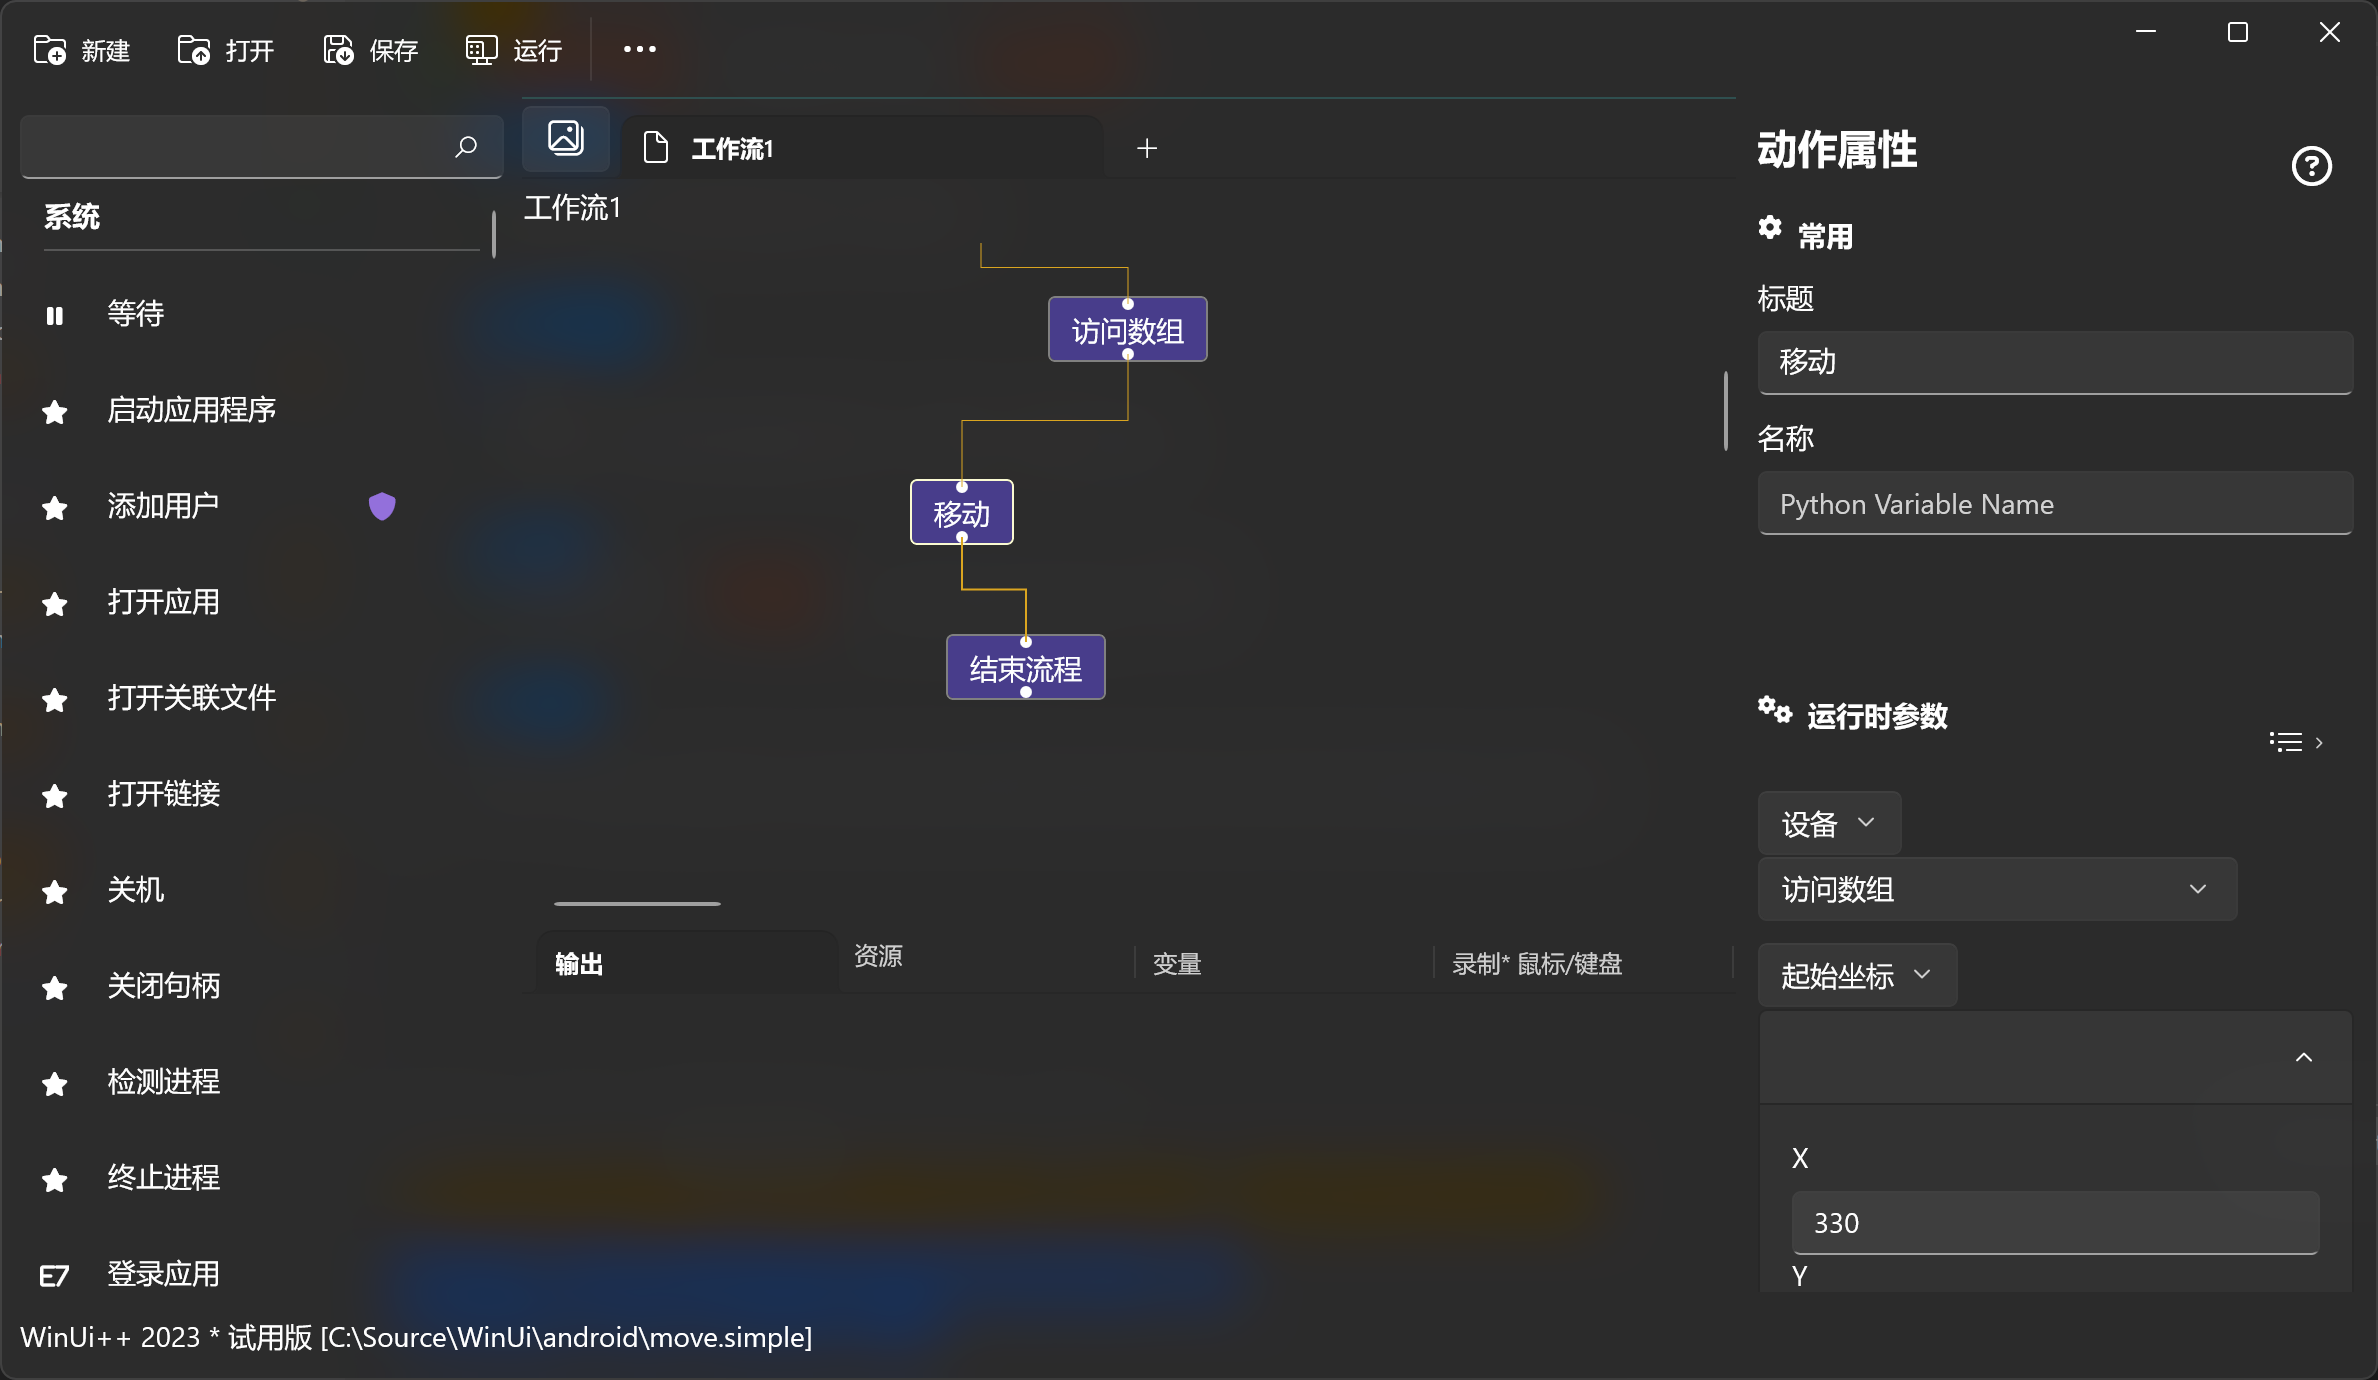 新建
打开
保存
运行
工作流1
系统
等待
启动应用程序
添加用户
打开应用
打开关联文件
打开链接
关机
关闭句柄
检测进程
终止进程
登录应用
工作流1
访问数组
移动
结束流程
输出
资源
变量
录制* 鼠标/键盘
动作属性
常用
标题
移动
名称
Python Variable Name
运行时参数
设备
访问数组
起始坐标
X
330
Y
WinUi++ 2023 * 试用版 [C:\Source\WinUi\android\move.simple]